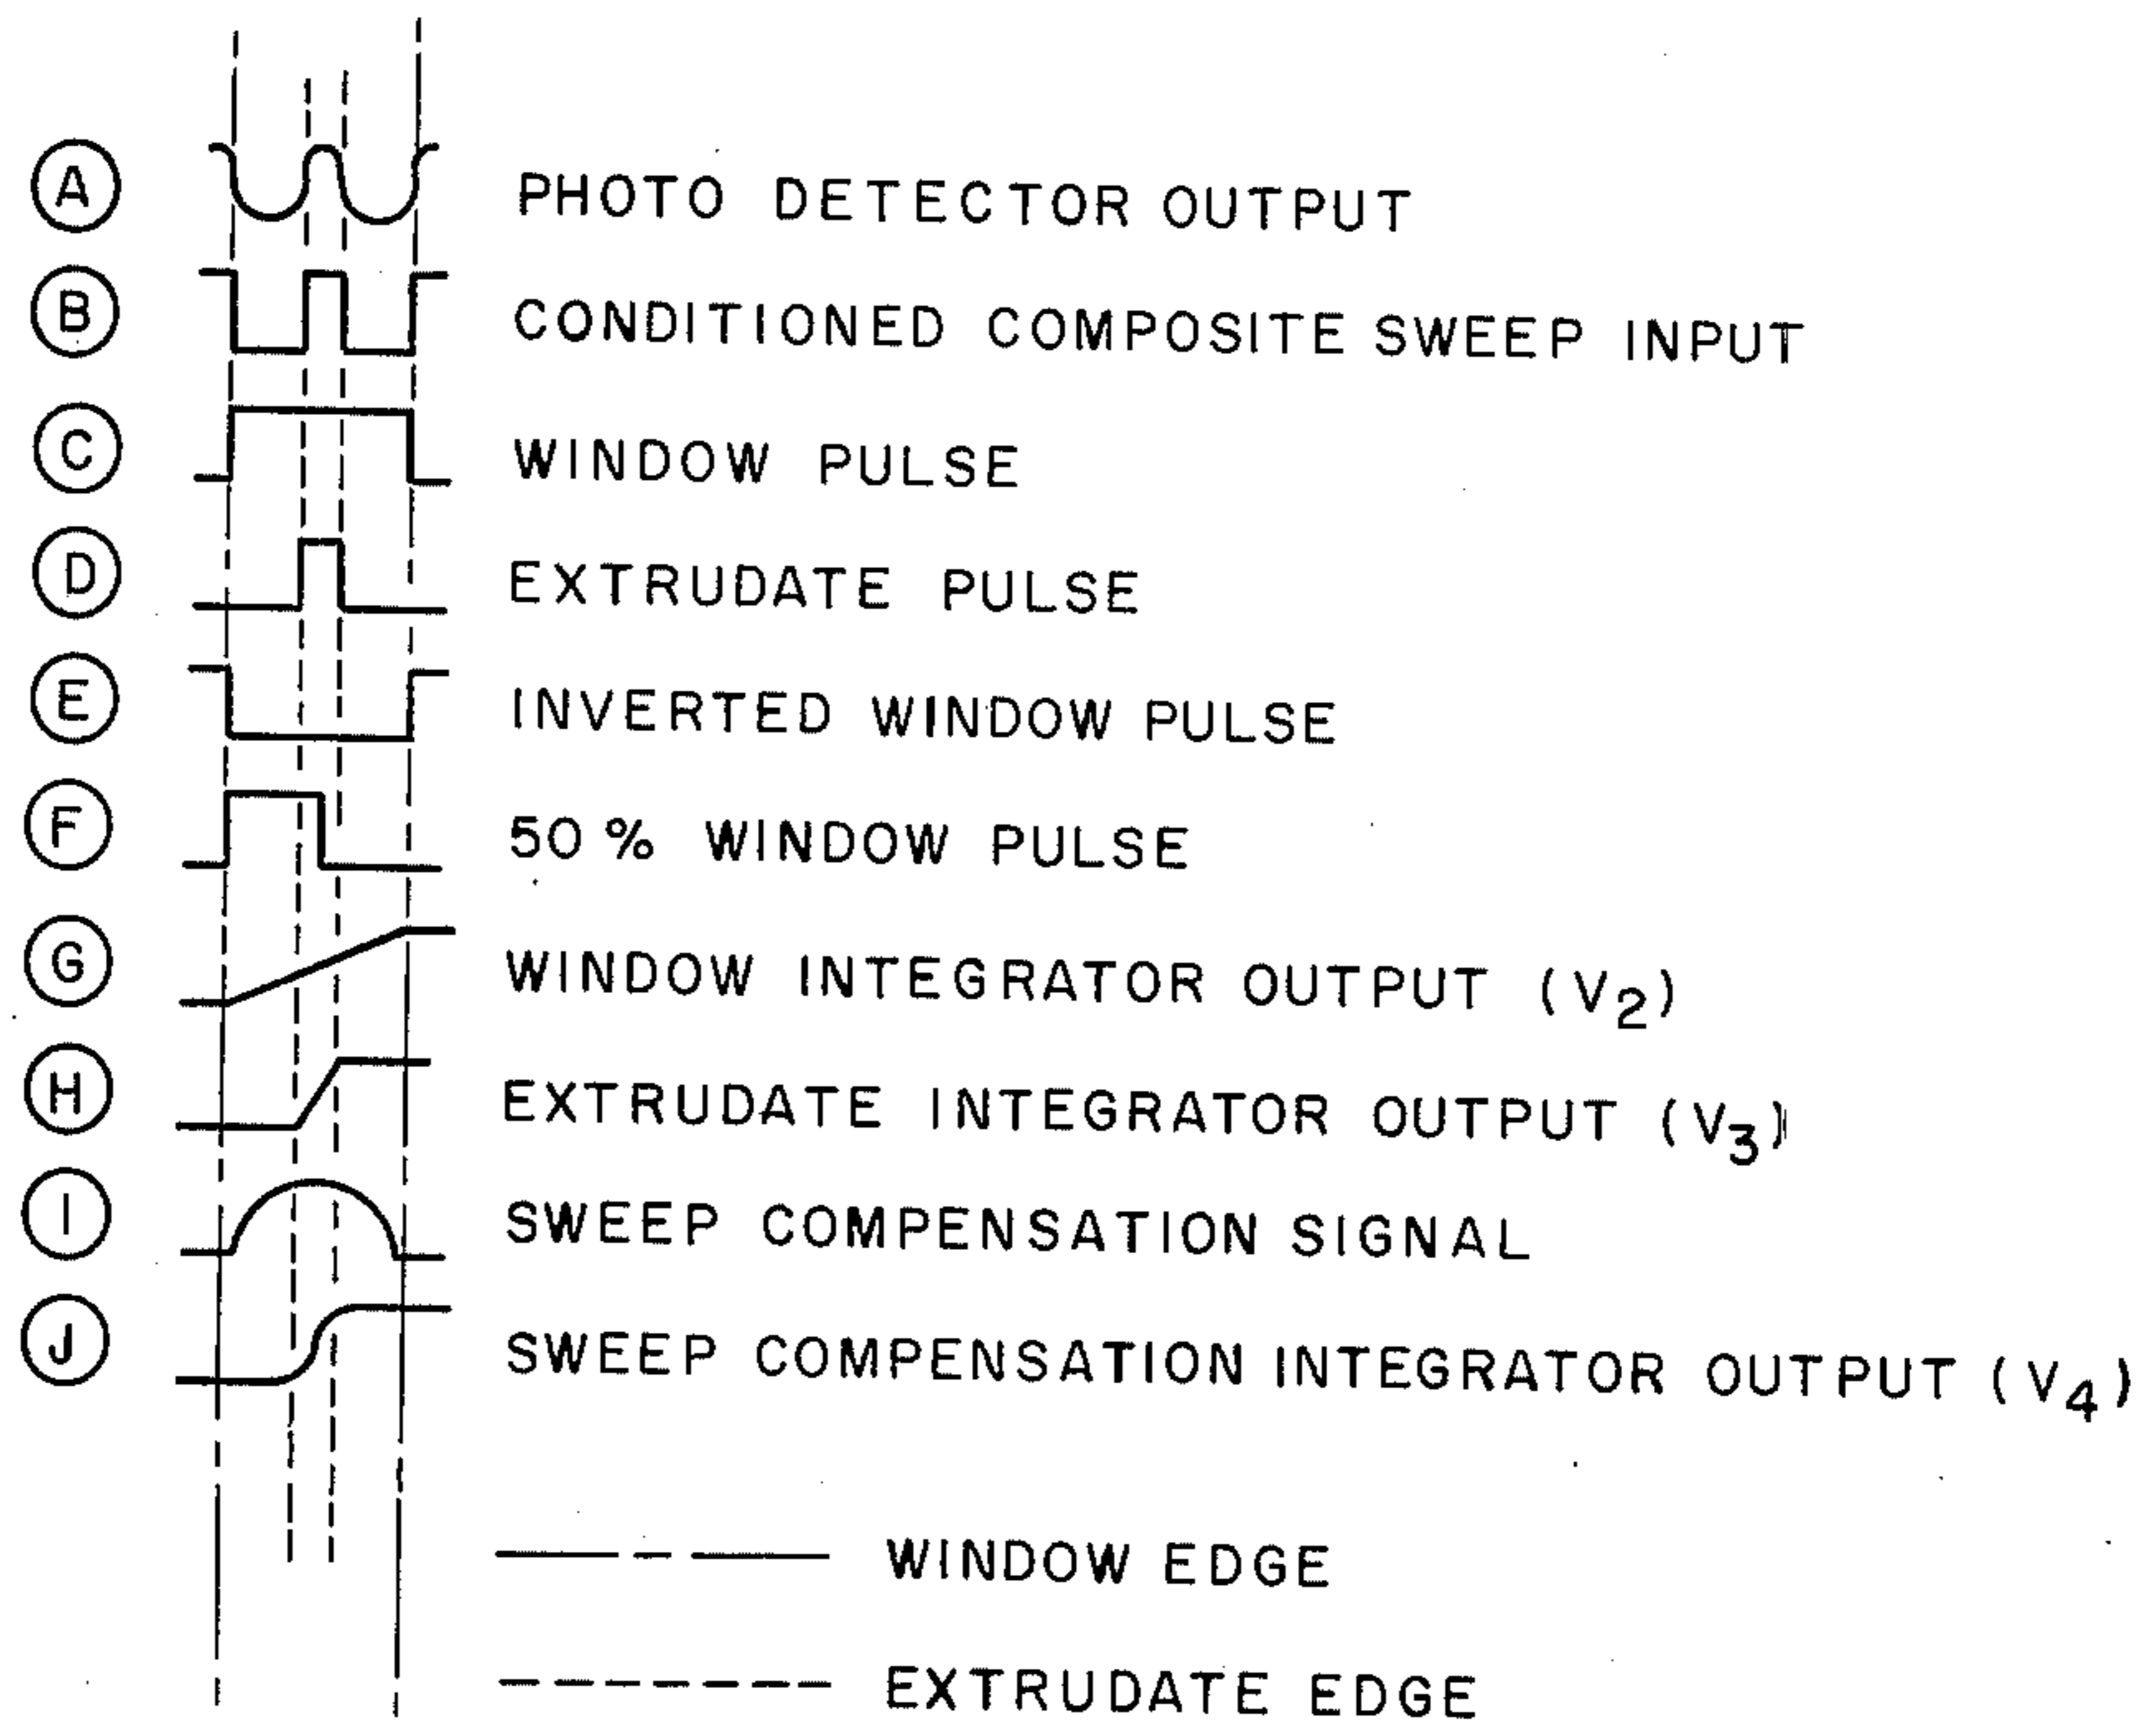 A PHOTO DETECTOR OUTPUT
B CONDITIONED COMPOSITE SWEEP INPUT
C WINDOW PULSE
D EXTRUDATE PULSE
E INVERTED WINDOW PULSE
F 50 % WINDOW PULSE
G WINDOW INTEGRATOR OUTPUT (V2)
H EXTRUDATE INTEGRATOR OUTPUT (V3)
I SWEEP COMPENSATION SIGNAL
J SWEEP COMPENSATION INTEGRATOR OUTPUT (V4)
WINDOW EDGE
EXTRUDATE EDGE